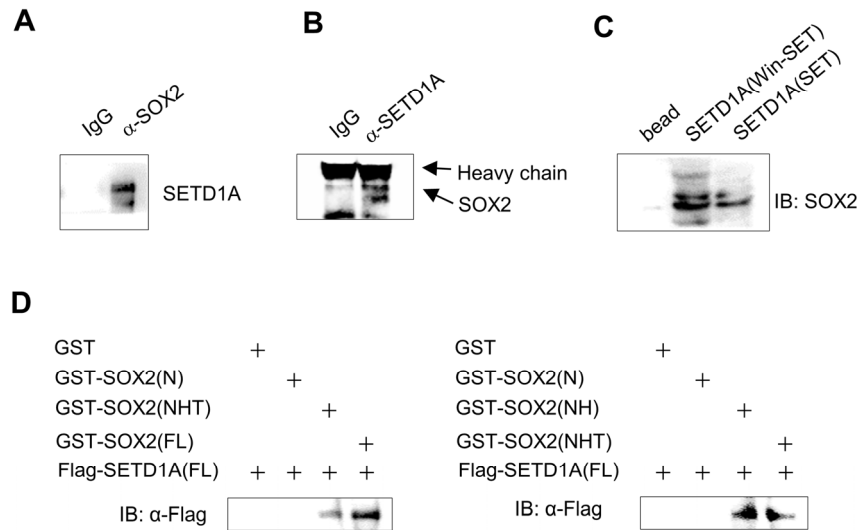 A
IgG
α-SOX2
SETD1A
B
IgG
α-SETD1A
Heavy chain
SOX2
C
bead
SETD1A(Win-SET)
SETD1A(SET)
IB: SOX2
D
GST +
GST-SOX2(N) +
GST-SOX2(NHT) +
GST-SOX2(FL) +
Flag-SETD1A(FL) + + + +
IB: α-Flag
GST +
GST-SOX2(N) +
GST-SOX2(NH) +
GST-SOX2(NHT) +
Flag-SETD1A(FL) + + + +
IB: α-Flag